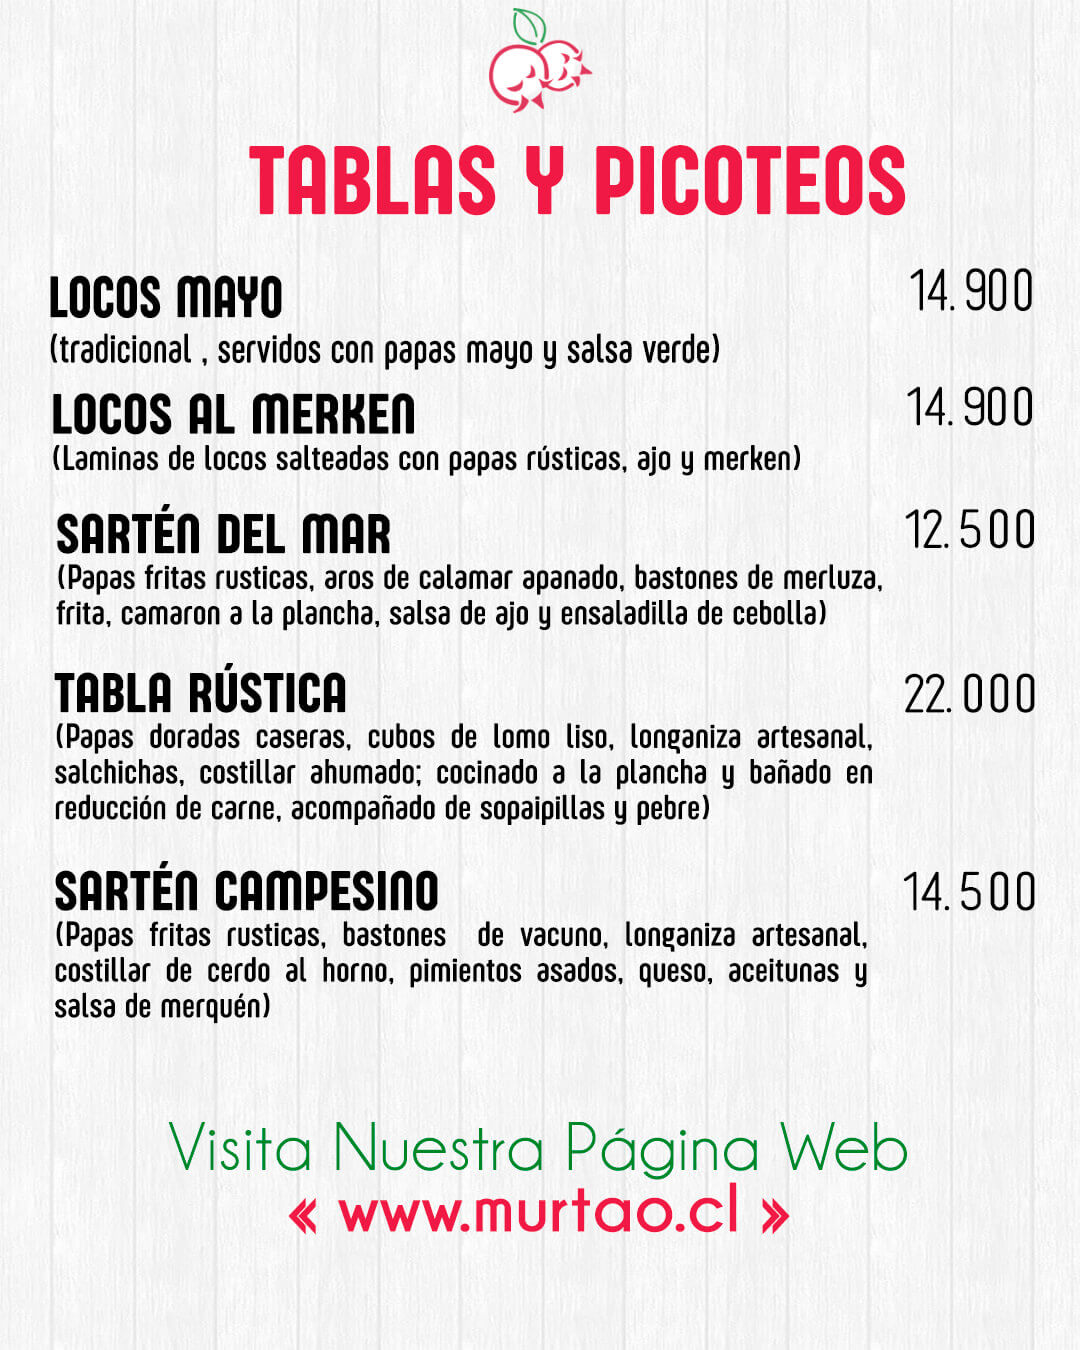 TABLAS Y PICOTEOS
LOCOS MAYO 14.900
(tradicional , servidos con papas mayo y salsa verde)
LOCOS AL MERKEN 14.900
(Laminas de locos salteadas con papas rústicas, ajo y merken)
SARTÉN DEL MAR 12.500
(Papas fritas rusticas, aros de calamar apanado, bastones de merluza,
frita, camaron a la plancha, salsa de ajo y ensaladilla de cebolla)
TABLA RÚSTICA 22.000
(Papas doradas caseras, cubos de lomo liso, longaniza artesanal,
salchichas, costillar ahumado; cocinado a la plancha y bañado en
reducción de carne, acompañado de sopaipillas y pebre)
SARTÉN CAMPESINO 14.500
(Papas fritas rusticas, bastones de vacuno, longaniza artesanal,
costillar de cerdo al horno, pimientos asados, queso, aceitunas y
salsa de merquén)
Visita Nuestra Página Web
« www.murtao.cl »